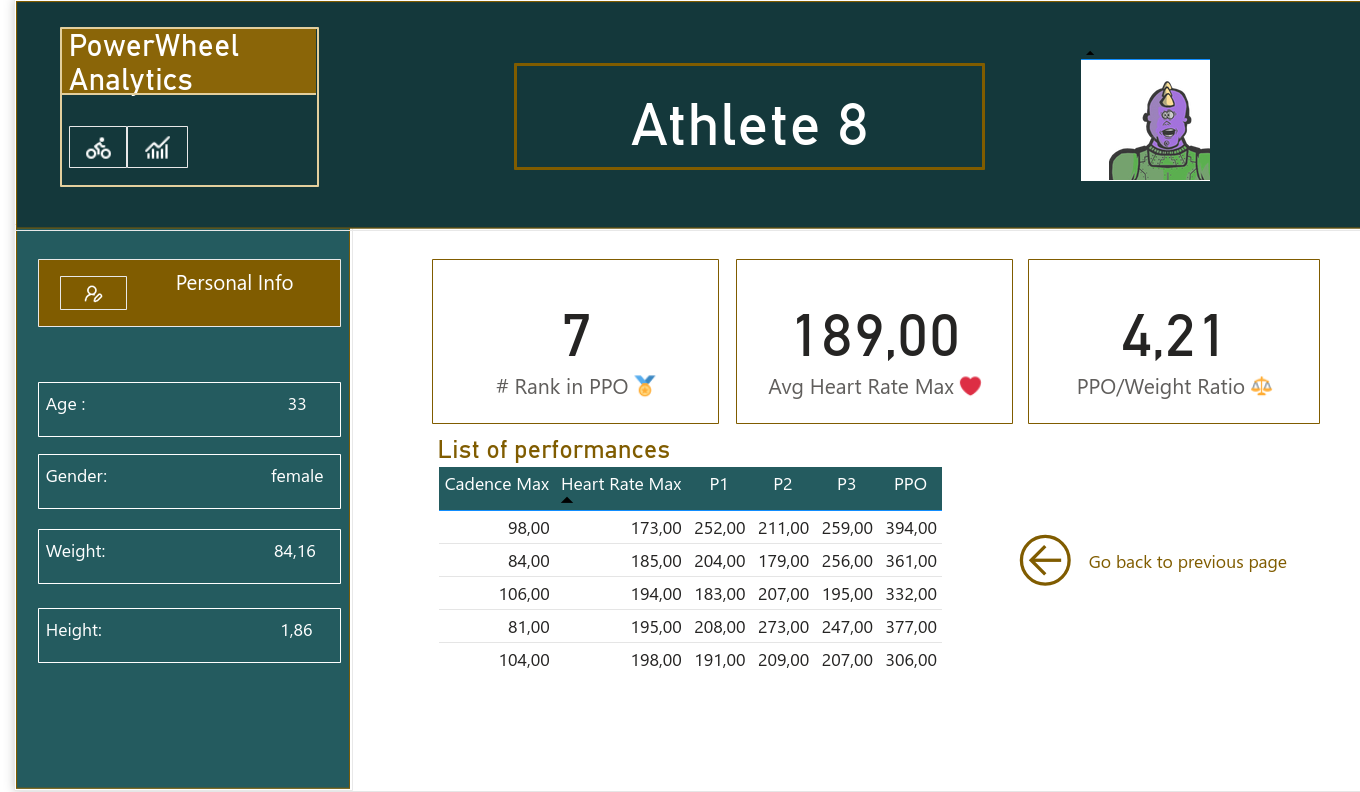 PowerWheel
Analytics
Athlete 8
Personal Info
Age : 33
Gender: female
Weight: 84,16
Height: 1,86
7
# Rank in PPO 🏅
189,00
Avg Heart Rate Max ❤️
4,21
PPO/Weight Ratio ⚖️
List of performances
Cadence Max Heart Rate Max P1 P2 P3 PPO
98,00 173,00 252,00 211,00 259,00 394,00
84,00 185,00 204,00 179,00 256,00 361,00
106,00 194,00 183,00 207,00 195,00 332,00
81,00 195,00 208,00 273,00 247,00 377,00
104,00 198,00 191,00 209,00 207,00 306,00
Go back to previous page